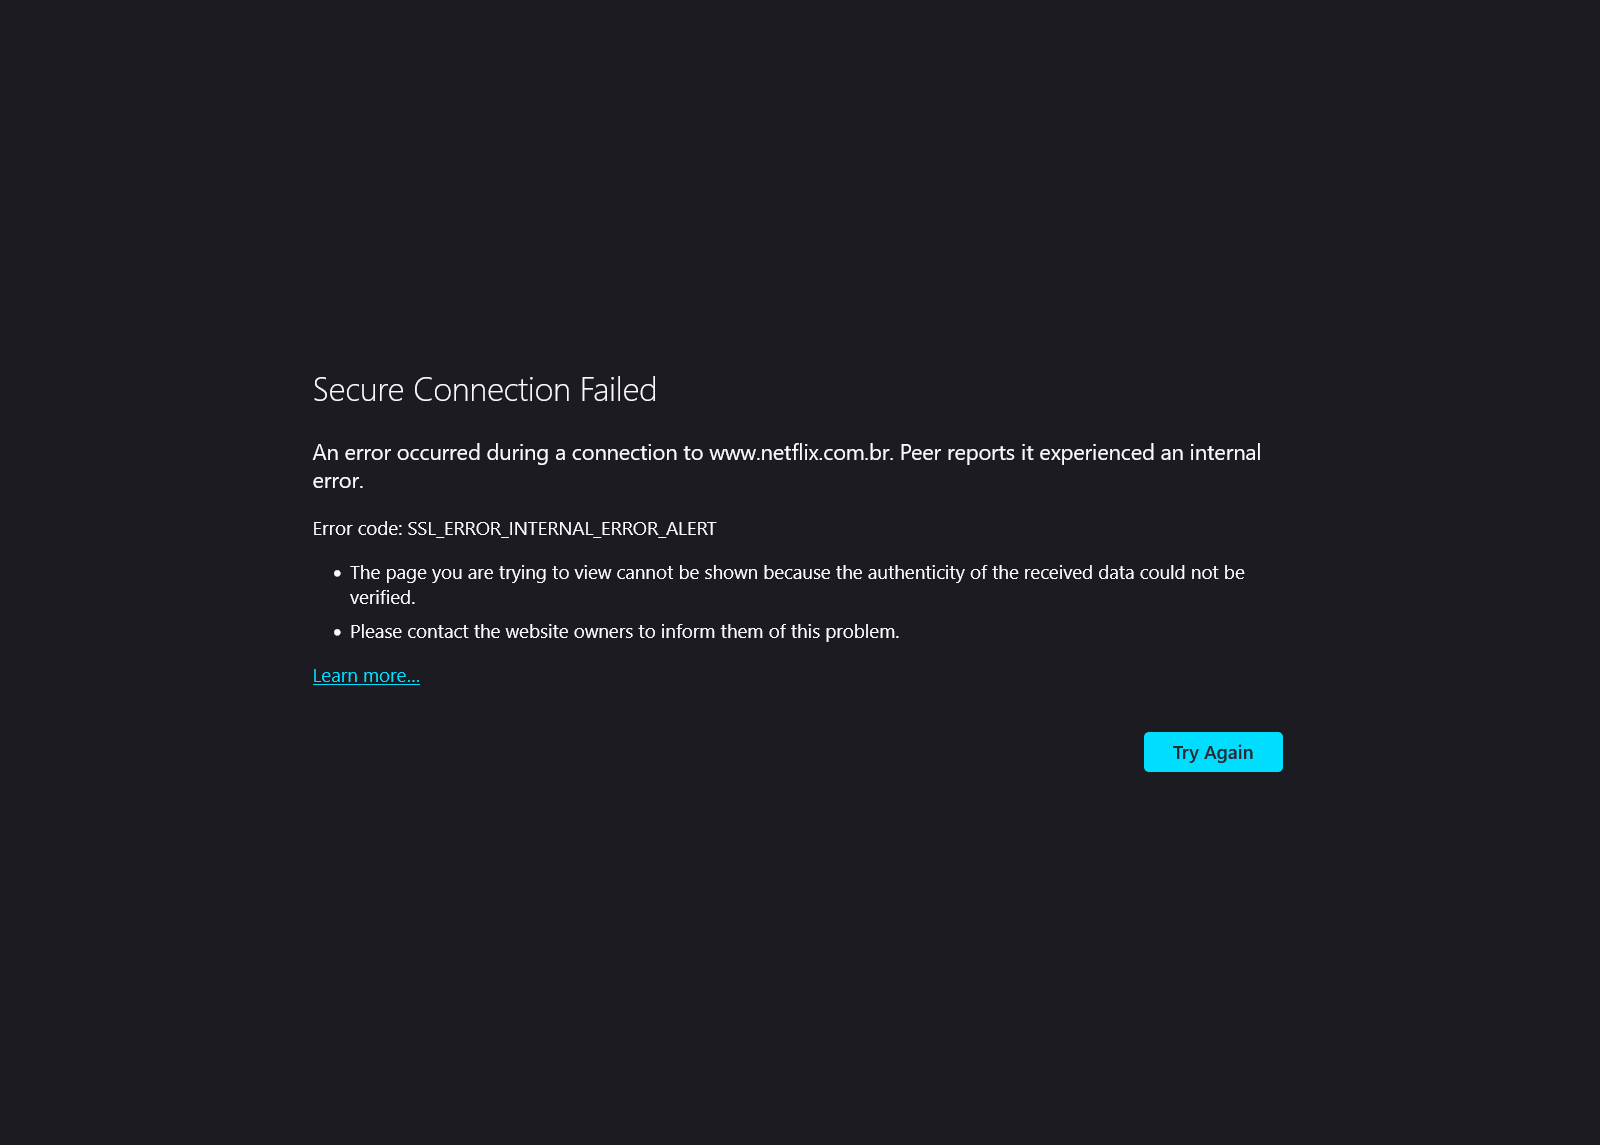 Secure Connection Failed
An error occurred during a connection to www.netflix.com.br. Peer reports it experienced an internal
error.
Error code: SSL_ERROR_INTERNAL_ERROR_ALERT
• The page you are trying to view cannot be shown because the authenticity of the received data could not be
verified.
• Please contact the website owners to inform them of this problem.
Learn more...
Try Again